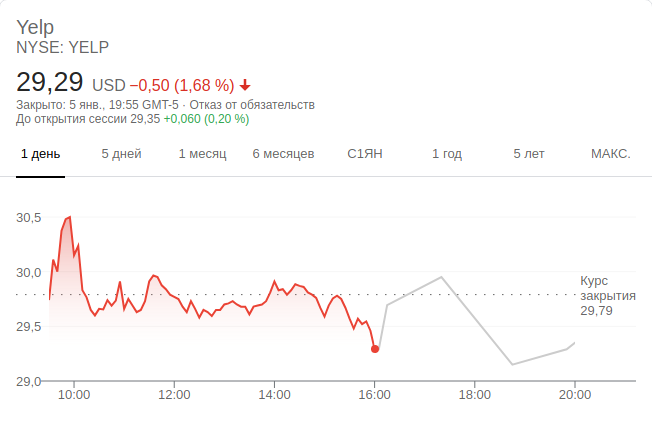 Yelp
NYSE: YELP
29,29 USD −0,50 (1,68 %)
Закрыто: 5 янв., 19:55 GMT-5 · Отказ от обязательств
До открытия сессии 29,35 +0,060 (0,20 %)
1 день 5 дней 1 месяц 6 месяцев С1ЯН 1 год 5 лет МАКС.
30,5
30,0
Курс
закрытия
29,79
29,5
29,0
10:00 12:00 14:00 16:00 18:00 20:00